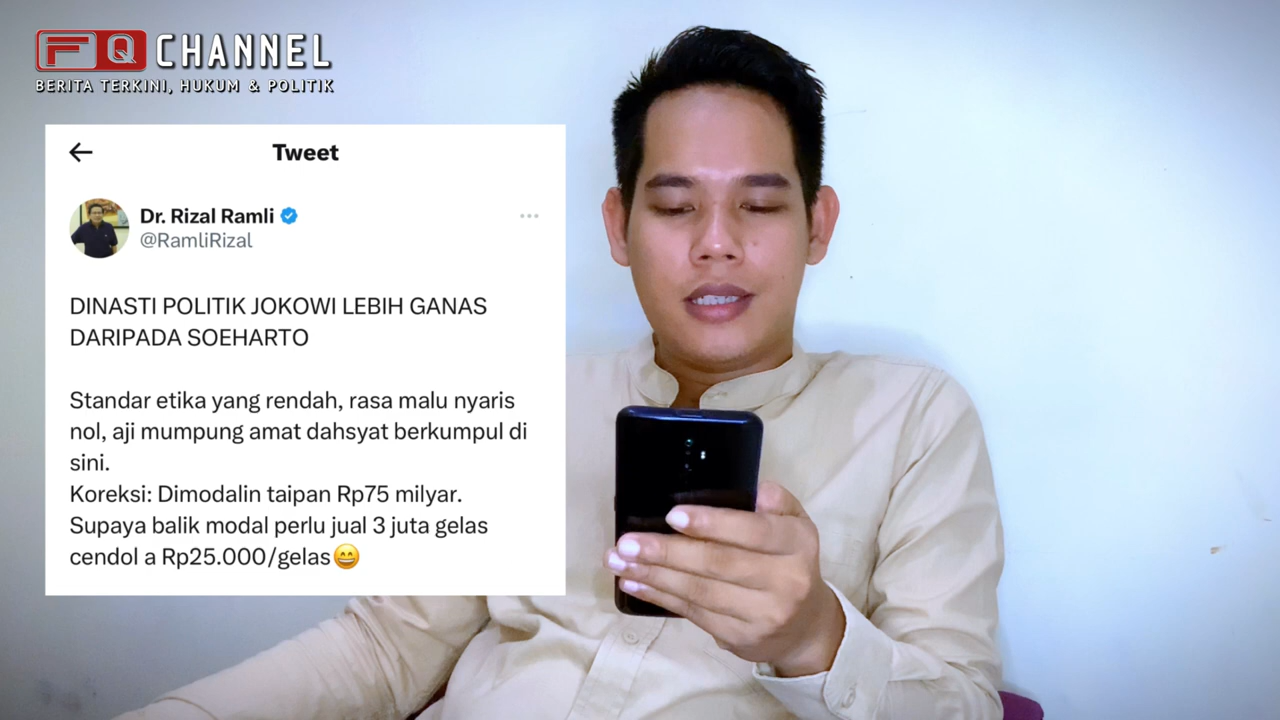 FQ CHANNEL
BERITA TERKINI, HUKUM & POLITIK
Tweet
Dr. Rizal Ramli
@RamliRizal
DINASTI POLITIK JOKOWI LEBIH GANAS
DARIPADA SOEHARTO
Standar etika yang rendah, rasa malu nyaris
nol, aji mumpung amat dahsyat berkumpul di
sini.
Koreksi: Dimodalin taipan Rp75 milyar.
Supaya balik modal perlu jual 3 juta gelas
cendol a Rp25.000/gelas😄